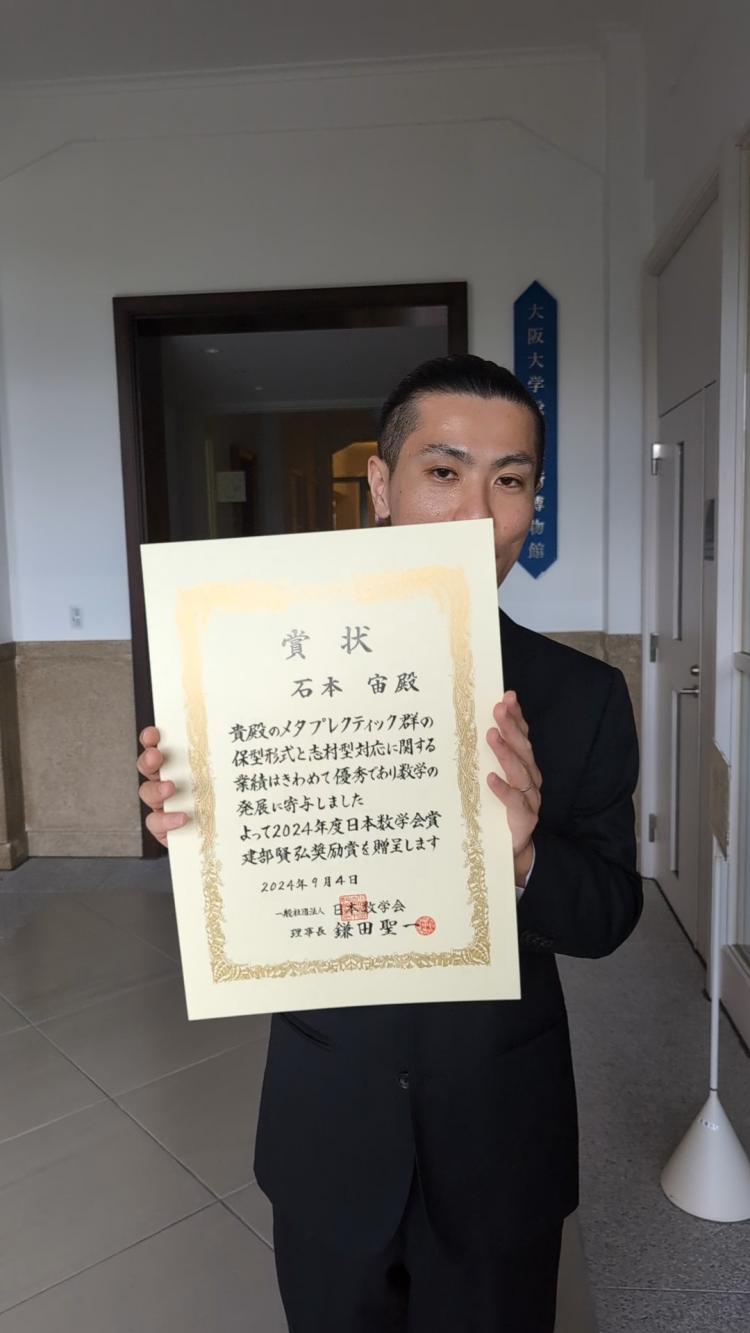 大阪大学
博物館
賞状
石本 宙殿
貴殿のメタプレクティック群の
保型形式と志村型対応に関する
業績はきわめて優秀であり数学の
発展に寄与しました
よって2024年度日本数学会賞
建部賢弘奨励賞を贈呈します
2024年9月4日
一般社団法人 日本数学会
理事長 鎌田聖一